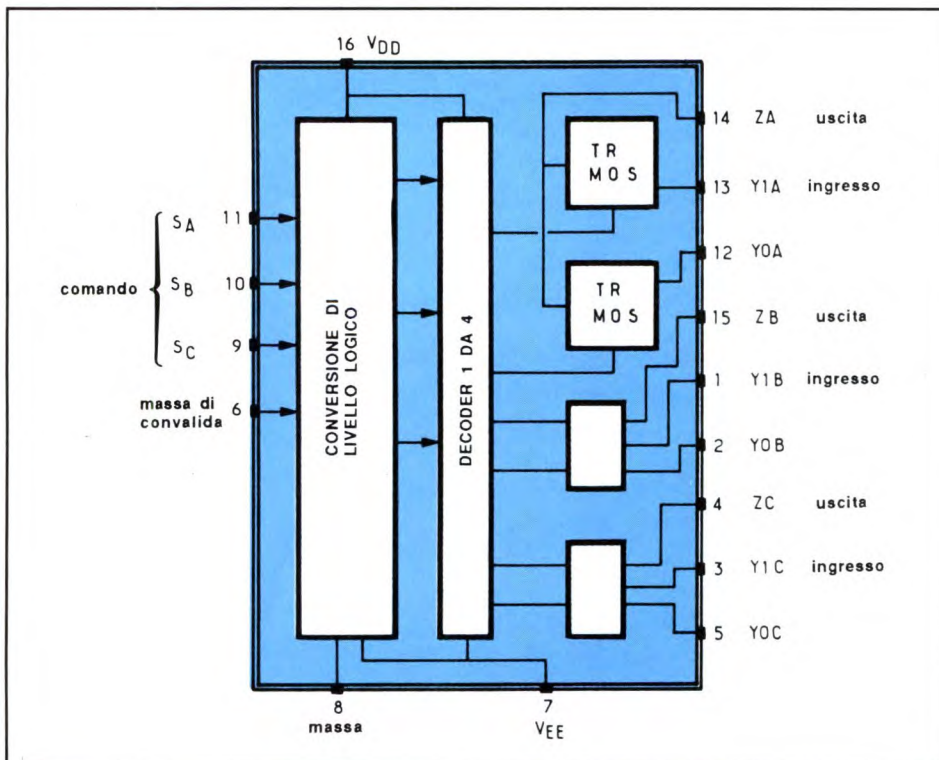 16 VDD
14 ZA uscita
TR
MOS
13 Y1A ingresso
SA 11
12 Y0A
comando
SB 10
TR
MOS
15 ZB uscita
SC 9
1 Y1B ingresso
massa di
convalida
6
CONVERSIONE DI
LIVELLO LOGICO
DECODER 1 DA 4
2 Y0B
4 ZC uscita
3 Y1C ingresso
5 Y0C
8
massa
7
VEE